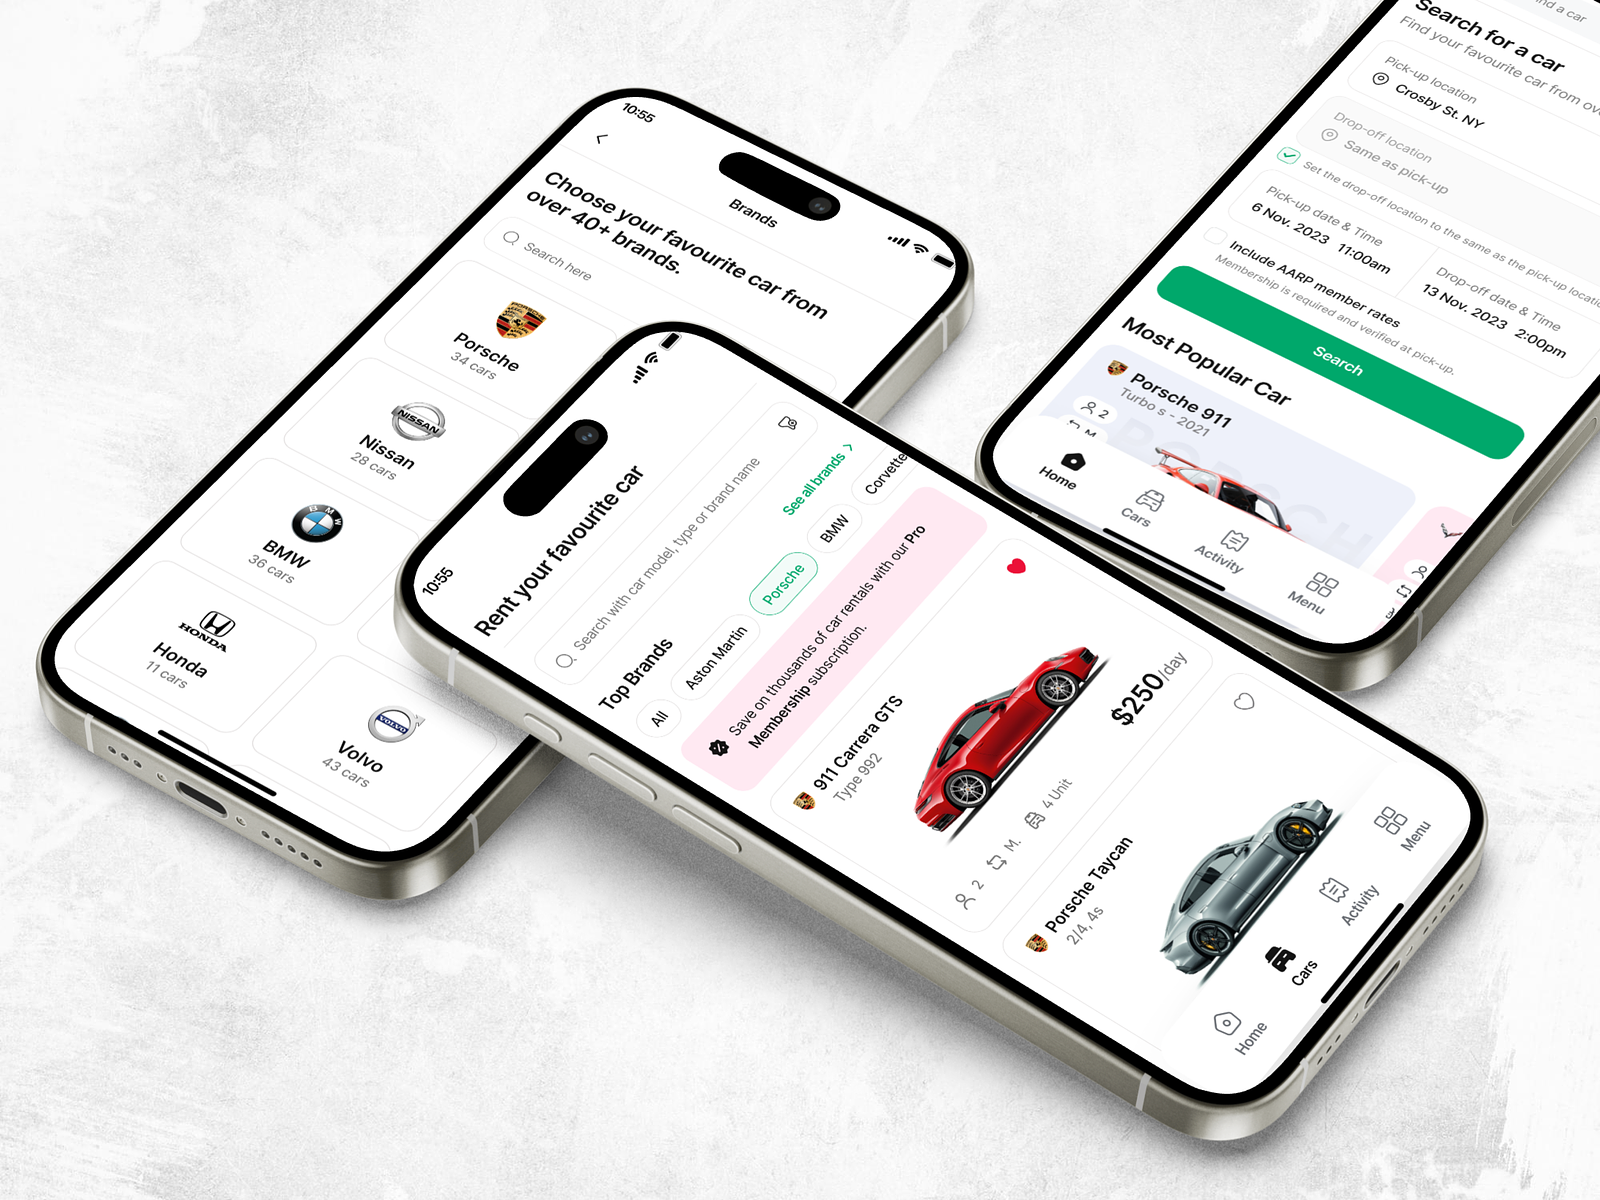 10:55
Brands
Choose your favourite car from
over 40+ brands.
Search here
PORSCHE
Porsche
34 cars
NISSAN
Nissan
28 cars
BMW
BMW
36 cars
HONDA
Honda
11 cars
VOLVO
Volvo
43 cars
10:55
Rent your favourite car
Search with car model, type or brand name
Top Brands
See all brands
All
Aston Martin
Porsche
BMW
Corvette
Save on thousands of car rentals with our Pro
Membership subscription.
911 Carrera GTS
Type 992
2
M.
4 Unit
$250/day
Porsche Taycan
2/4, 4s
Home
Cars
Activity
Menu
Search for a car
Find your favourite car from
Pick-up location
Crosby St. NY
Drop-off location
Same as pick-up
Set the drop-off location to the same as the pick-up
Pick-up date & Time
6 Nov. 2023 11:00am
Drop-off date & Time
13 Nov. 2023 2:00pm
Include AARP member rates
Membership is required and verified at pick-up.
Search
Most Popular Car
Porsche 911
Turbo s - 2021
2
Home
Cars
Activity
Menu